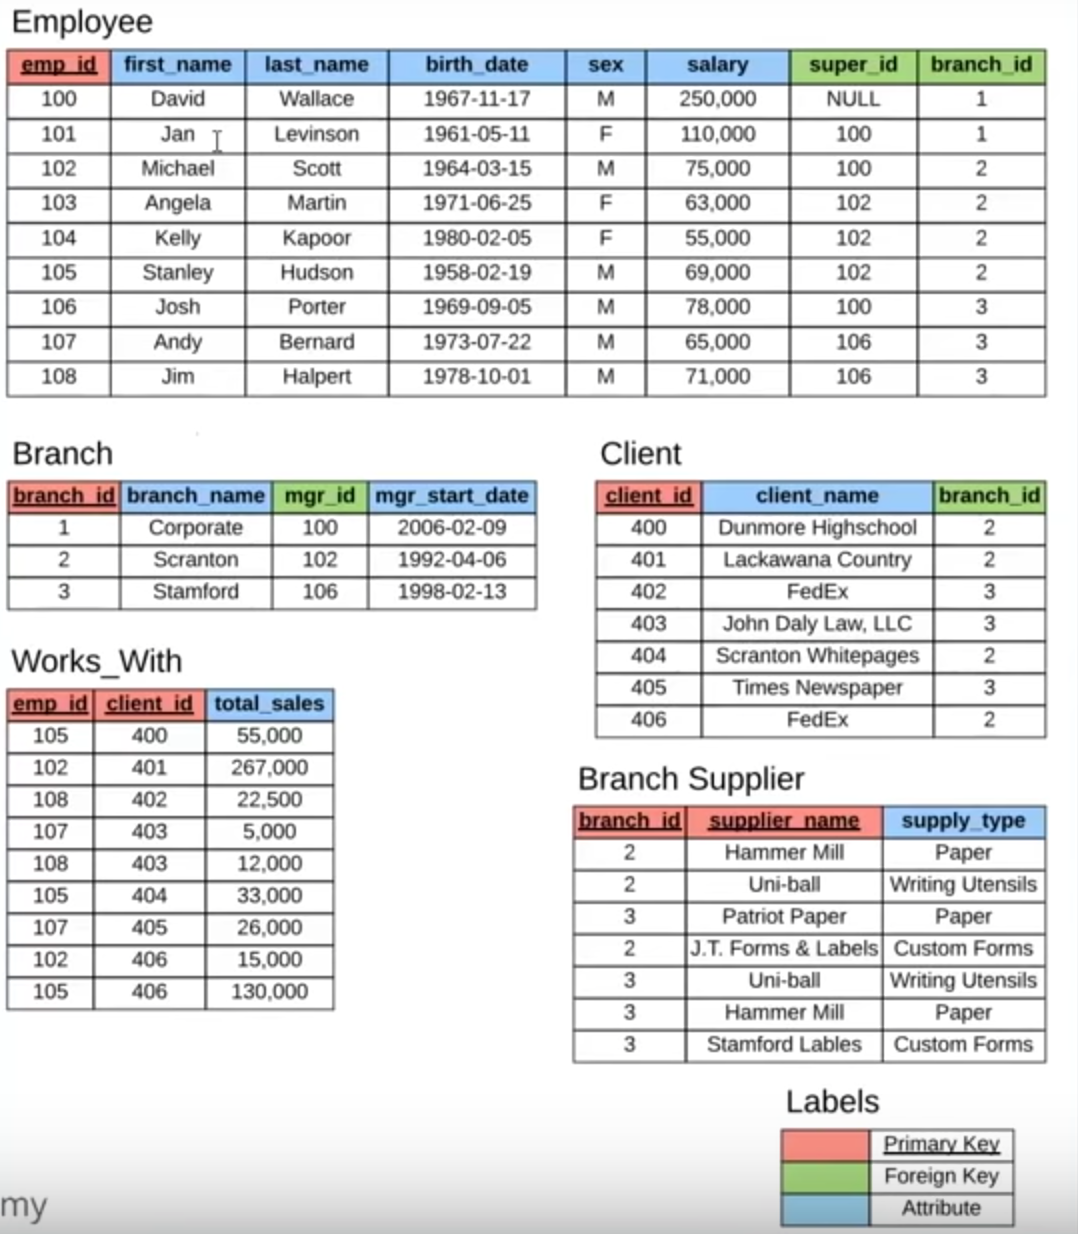 Employee
emp_id first_name last_name birth_date sex salary super_id branch_id
100 David Wallace 1967-11-17 M 250,000 NULL 1
101 Jan Levinson 1961-05-11 F 110,000 100 1
102 Michael Scott 1964-03-15 M 75,000 100 2
103 Angela Martin 1971-06-25 F 63,000 102 2
104 Kelly Kapoor 1980-02-05 F 55,000 102 2
105 Stanley Hudson 1958-02-19 M 69,000 102 2
106 Josh Porter 1969-09-05 M 78,000 100 3
107 Andy Bernard 1973-07-22 M 65,000 106 3
108 Jim Halpert 1978-10-01 M 71,000 106 3
Branch
branch_id branch_name mgr_id mgr_start_date
1 Corporate 100 2006-02-09
2 Scranton 102 1992-04-06
3 Stamford 106 1998-02-13
Client
client_id client_name branch_id
400 Dunmore Highschool 2
401 Lackawana Country 2
402 FedEx 3
403 John Daly Law, LLC 3
404 Scranton Whitepages 2
405 Times Newspaper 3
406 FedEx 2
Works_With
emp_id client_id total_sales
105 400 55,000
102 401 267,000
108 402 22,500
107 403 5,000
108 403 12,000
105 404 33,000
107 405 26,000
102 406 15,000
105 406 130,000
Branch Supplier
branch_id supplier_name supply_type
2 Hammer Mill Paper
2 Uni-ball Writing Utensils
3 Patriot Paper Paper
2 J.T. Forms & Labels Custom Forms
3 Uni-ball Writing Utensils
3 Hammer Mill Paper
3 Stamford Lables Custom Forms
Labels
Primary Key
Foreign Key
Attribute
my